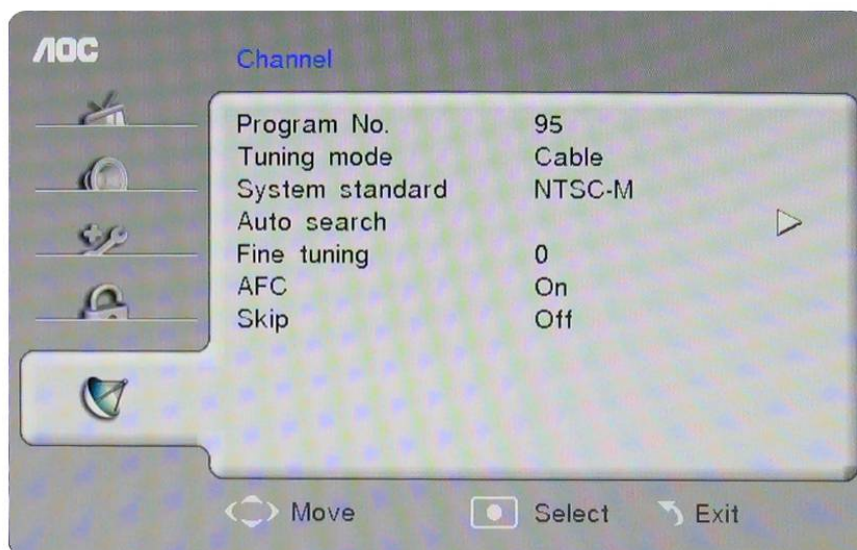 AOC
Channel
Program No. 95
Tuning mode Cable
System standard NTSC-M
Auto search
Fine tuning 0
AFC On
Skip Off
Move Select Exit